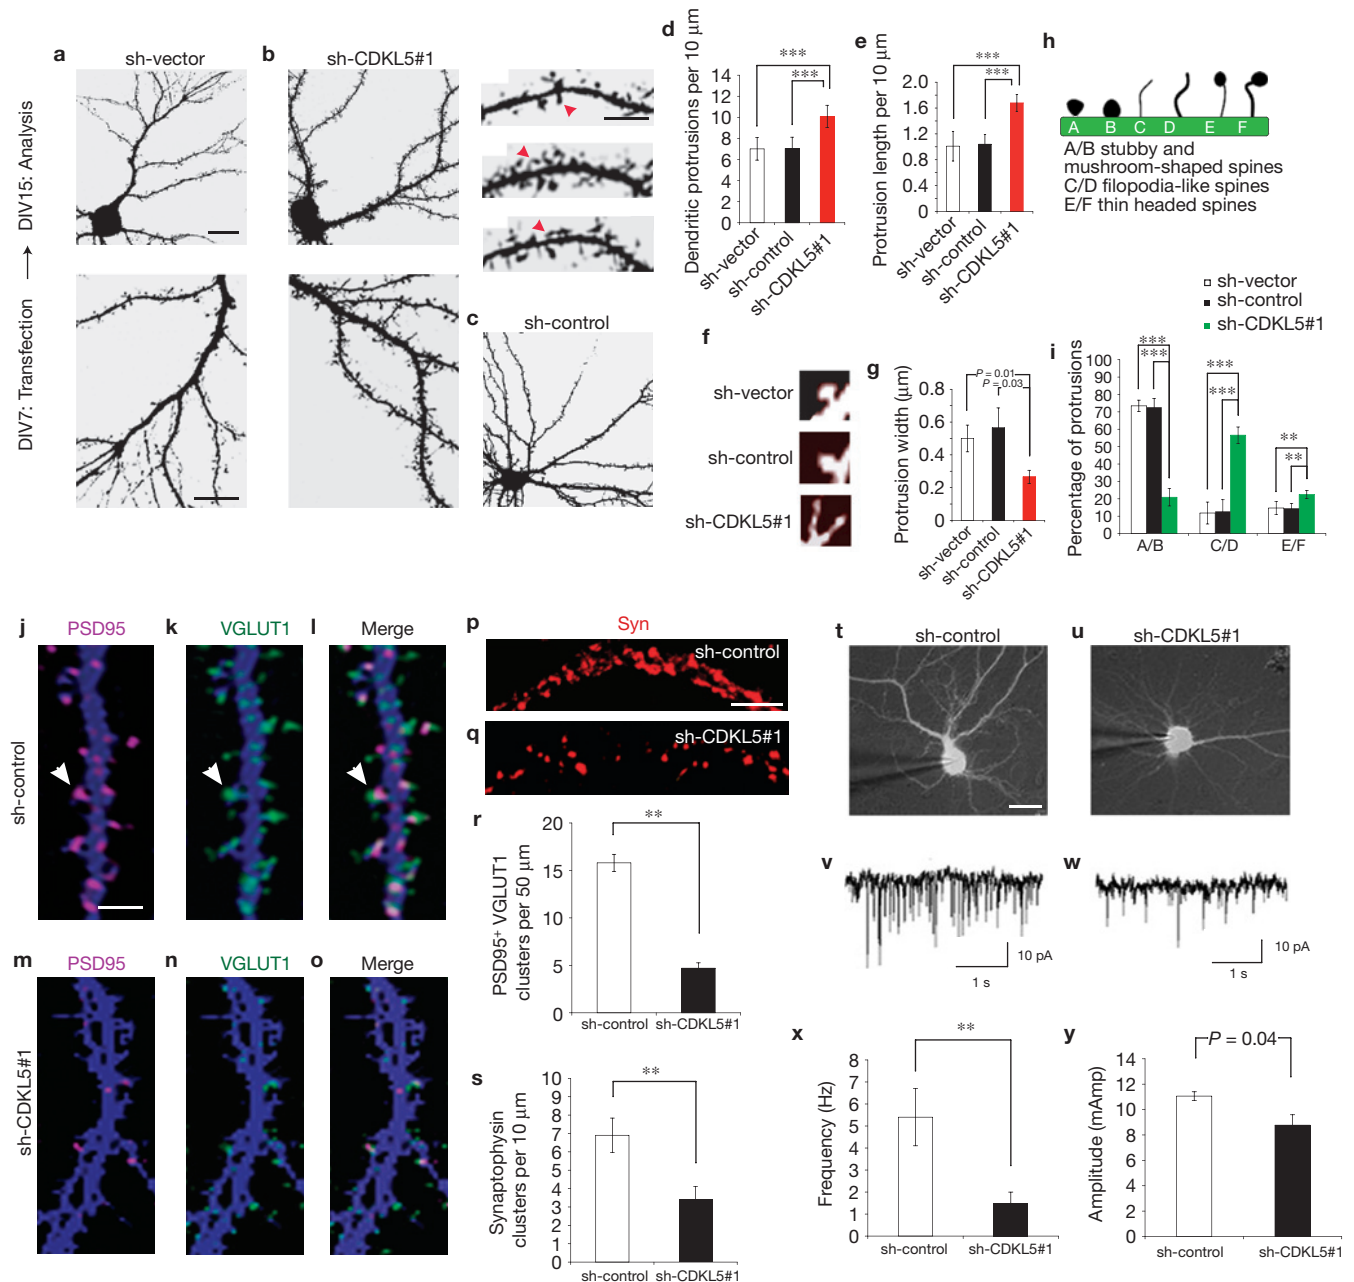 a
sh-vector
b
sh-CDKL5#1
DIV7: Transfection → DIV15: Analysis
c
sh-control
d
Dendritic protrusions per 10 μm
14
12
10
8
6
4
2
0
***
***
sh-vector
sh-control
sh-CDKL5#1
e
Protrusion length per 10 μm
2.0
1.6
1.2
0.8
0.4
0
***
***
sh-vector
sh-control
sh-CDKL5#1
h
A B C D E F
A/B stubby and
mushroom-shaped spines
C/D filopodia-like spines
E/F thin headed spines
f
sh-vector
sh-control
sh-CDKL5#1
g
Protrusion width (μm)
0.8
0.6
0.4
0.2
0
P = 0.01
P = 0.03
sh-vector
sh-control
sh-CDKL5#1
sh-vector
sh-control
sh-CDKL5#1
i
Percentage of protrusions
100
90
80
70
60
50
40
30
20
10
0
***
***
***
***
**
**
A/B C/D E/F
j
PSD95
k
VGLUT1
l
Merge
sh-control
m
PSD95
n
VGLUT1
o
Merge
sh-CDKL5#1
p
Syn
sh-control
q
sh-CDKL5#1
r
PSD95⁺ VGLUT1
clusters per 50 μm
20
15
10
5
0
**
sh-control sh-CDKL5#1
s
Synaptophysin
clusters per 10 μm
10
9
8
7
6
5
4
3
2
1
0
**
sh-control sh-CDKL5#1
t
sh-control
u
sh-CDKL5#1
v
10 pA
1 s
w
10 pA
1 s
x
Frequency (Hz)
8
7
6
5
4
3
2
1
0
**
sh-control sh-CDKL5#1
y
Amplitude (mAmp)
14
12
10
8
6
4
2
0
P = 0.04
sh-control sh-CDKL5#1